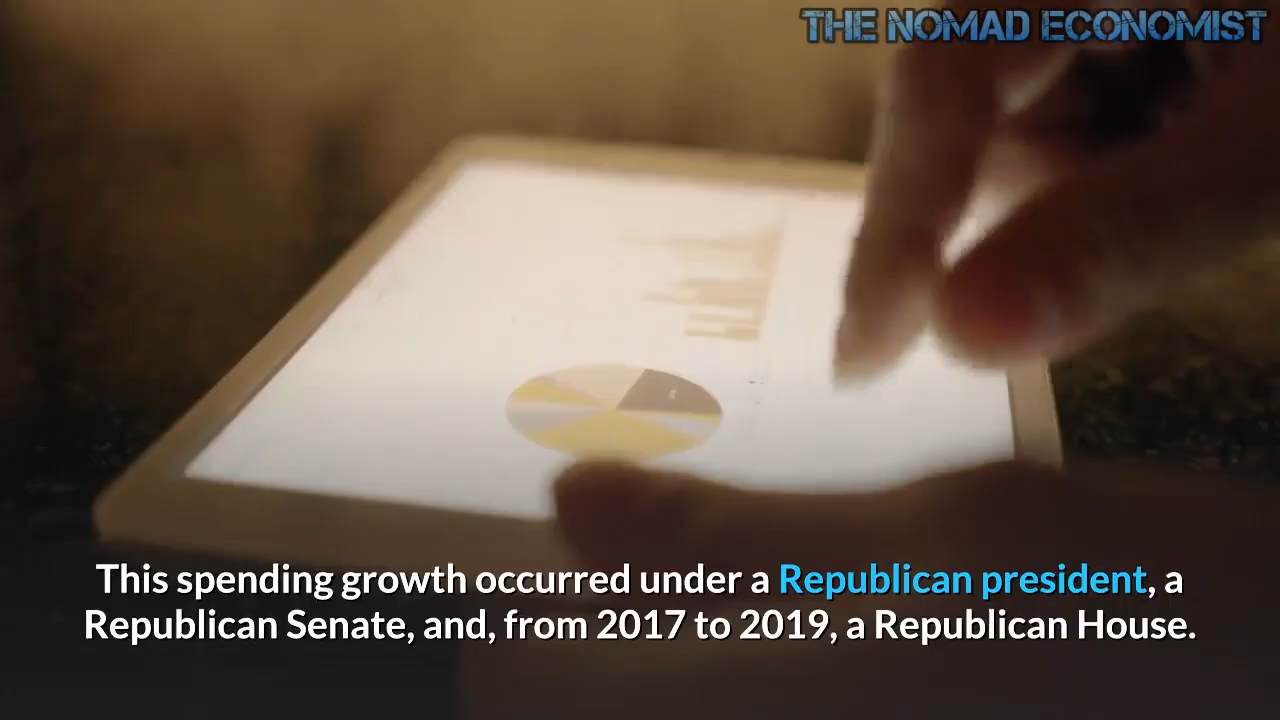 THE NOMAD ECONOMIST
This spending growth occurred under a Republican president, a
Republican Senate, and, from 2017 to 2019, a Republican House.